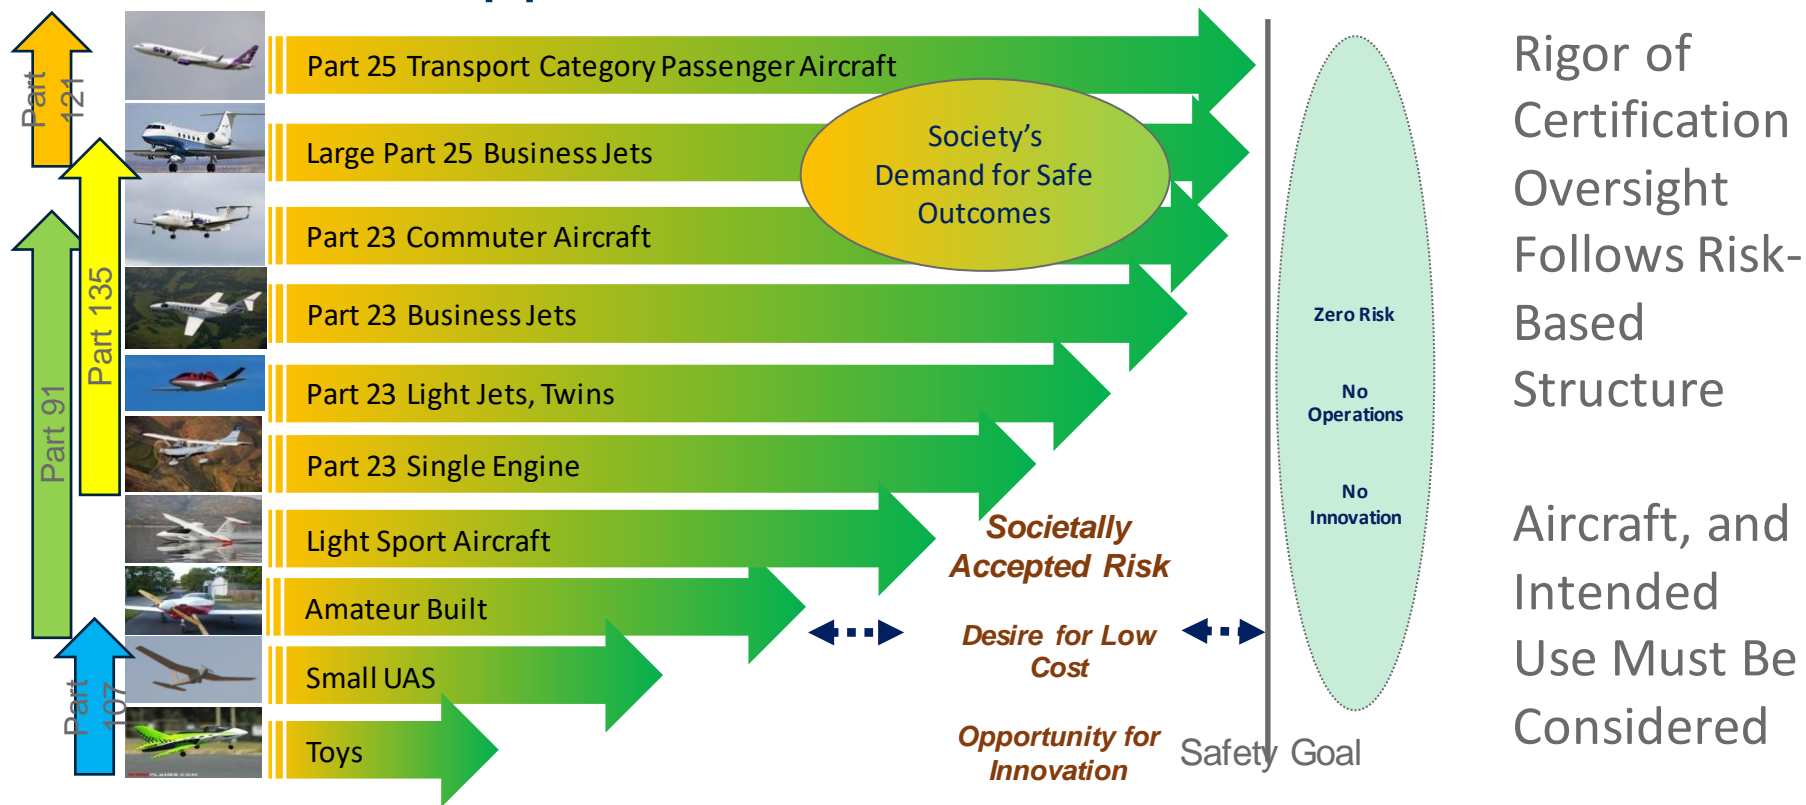 Part
121
Part 135
Part 91
Part
107
sky
Part 25 Transport Category Passenger Aircraft
Large Part 25 Business Jets
Part 23 Commuter Aircraft
Part 23 Business Jets
Part 23 Light Jets, Twins
Part 23 Single Engine
Light Sport Aircraft
Amateur Built
Small UAS
Toys
Society’s
Demand for Safe
Outcomes
Societally
Accepted Risk
Desire for Low
Cost
Opportunity for
Innovation
Safety Goal
Zero Risk
No
Operations
No
Innovation
Rigor of
Certification
Oversight
Follows Risk-
Based
Structure
Aircraft, and
Intended
Use Must Be
Considered